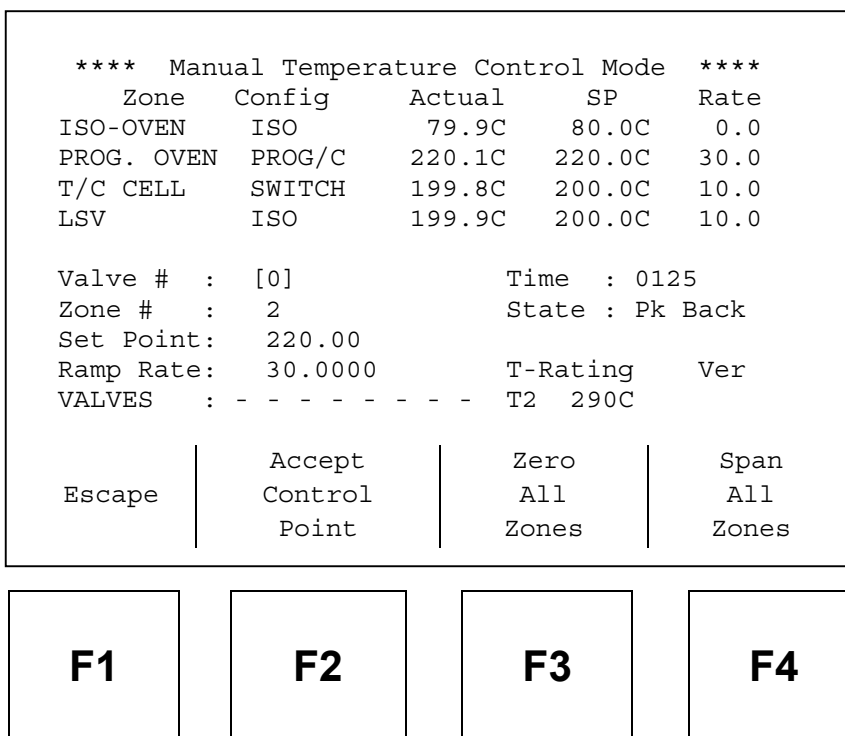 **** Manual Temperature Control Mode ****
Zone Config Actual SP Rate
ISO-OVEN ISO 79.9C 80.0C 0.0
PROG. OVEN PROG/C 220.1C 220.0C 30.0
T/C CELL SWITCH 199.8C 200.0C 10.0
LSV ISO 199.9C 200.0C 10.0
Valve # : [0] Time : 0125
Zone # : 2 State : Pk Back
Set Point: 220.00
Ramp Rate: 30.0000 T-Rating Ver
VALVES : - - - - - - - - T2 290C
Accept Zero Span
Escape Control All All
Point Zones Zones
F1 F2 F3 F4